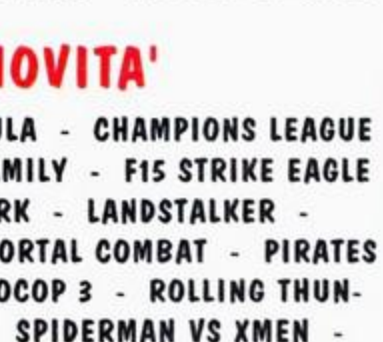 NOVITA'
ULA - CHAMPIONS LEAGUE
MILY - F15 STRIKE EAGLE
RK - LANDSTALKER -
ORTAL COMBAT - PIRATES
OCOP 3 - ROLLING THUN-
SPIDERMAN VS XMEN -